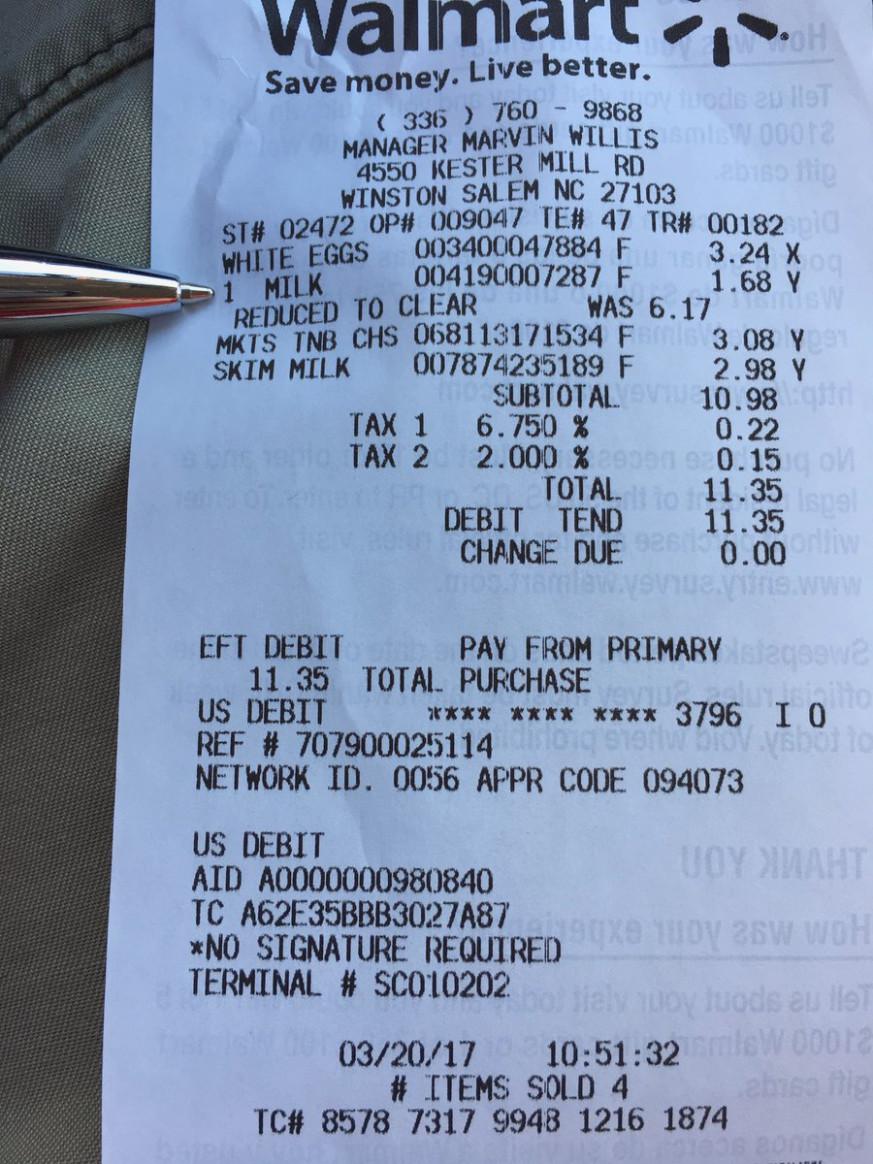 Walmart
Save money. Live better.
( 336 ) 760 - 9868
MANAGER MARVIN WILLIS
4550 KESTER MILL RD
WINSTON SALEM NC 27103
ST# 02472 OP# 009047 TE# 47 TR# 00182
WHITE EGGS 003400047884 F 3.24 X
1 MILK 004190007287 F 1.68 Y
REDUCED TO CLEAR WAS 6.17
MKTS TNB CHS 068113171534 F 3.08 Y
SKIM MILK 007874235189 F 2.98 Y
SUBTOTAL 10.98
TAX 1 6.750 % 0.22
TAX 2 2.000 % 0.15
TOTAL 11.35
DEBIT TEND 11.35
CHANGE DUE 0.00
EFT DEBIT PAY FROM PRIMARY
11.35 TOTAL PURCHASE
US DEBIT **** **** **** 3796 I 0
REF # 707900025114
NETWORK ID. 0056 APPR CODE 094073
US DEBIT
AID A0000000980840
TC A62E35BBB3027A87
*NO SIGNATURE REQUIRED
TERMINAL # SC010202
03/20/17 10:51:32
# ITEMS SOLD 4
TC# 8578 7317 9948 1216 1874